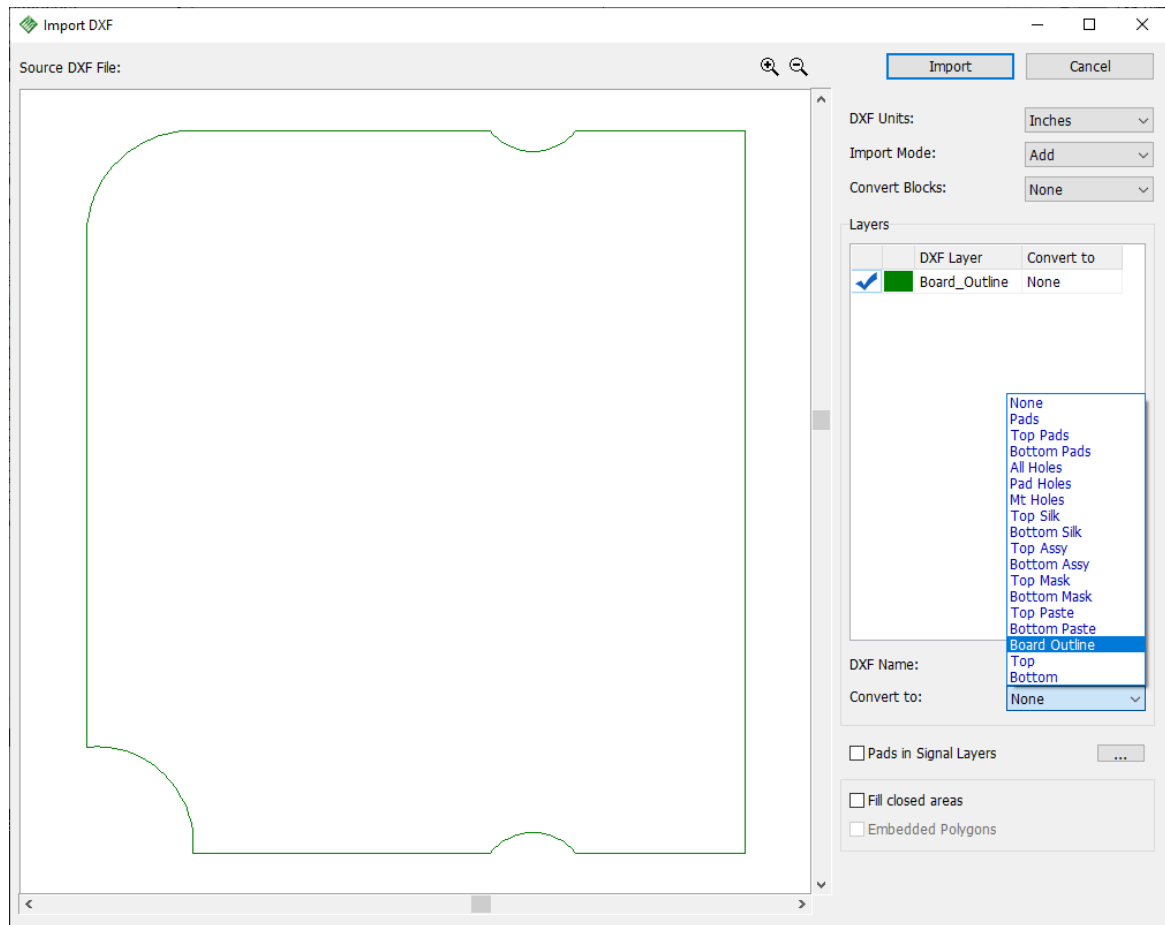 Import DXF
Source DXF File:
Import
Cancel
DXF Units:
Inches
Import Mode:
Add
Convert Blocks:
None
Layers
DXF Layer
Convert to
Board_Outline
None
None
Pads
Top Pads
Bottom Pads
All Holes
Pad Holes
Mt Holes
Top Silk
Bottom Silk
Top Assy
Bottom Assy
Top Mask
Bottom Mask
Top Paste
Bottom Paste
Board Outline
Top
Bottom
DXF Name:
Convert to:
None
Pads in Signal Layers
...
Fill closed areas
Embedded Polygons